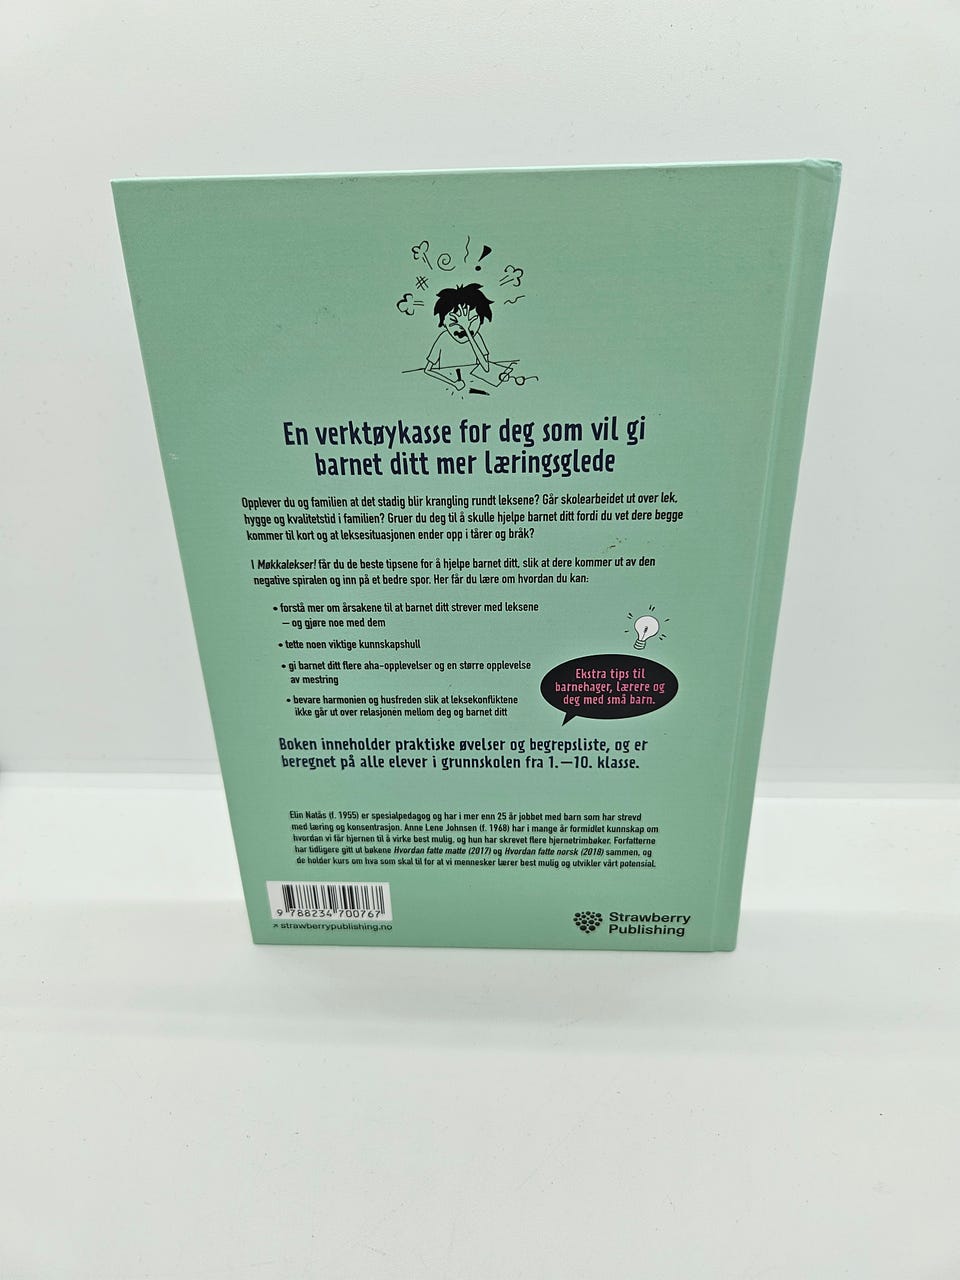 En verktøykasse for deg som vil gi
barnet ditt mer læringsglede
Opplever du og familien at det stadig blir krangling rundt leksene? Går skolearbeidet ut over lek,
hygge og kvalitetstid i familien? Gruer du deg til å skulle hjelpe barnet ditt fordi du vet dere begge
kommer til kort og at leksesituasjonen ender opp i tårer og bråk?
I Møkkalekser! får du de beste tipsene for å hjelpe barnet ditt, slik at dere kommer ut av den
negative spiralen og inn på et bedre spor. Her får du lære om hvordan du kan:
• forstå mer om årsakene til at barnet ditt strever med leksene
– og gjøre noe med dem
• tette noen viktige kunnskapshull
• gi barnet ditt flere aha-opplevelser og en større opplevelse
av mestring
• bevare harmonien og husfreden slik at leksekonfliktene
ikke går ut over relasjonen mellom deg og barnet ditt
Ekstra tips til
barnehager, lærere og
deg med små barn.
Boken inneholder praktiske øvelser og begrepsliste, og er
beregnet på alle elever i grunnskolen fra 1.–10. klasse.
Elin Natås (f. 1955) er spesialpedagog og har i mer enn 25 år jobbet med barn som har strevd
med læring og konsentrasjon. Anne Lene Johnsen (f. 1968) har i mange år formidlet kunnskap om
hvordan vi får hjernen til å virke best mulig, og hun har skrevet flere hjernetrimbøker. Forfatterne
har tidligere gitt ut bøkene Hvordan fatte matte (2017) og Hvordan fatte norsk (2018) sammen, og
de holder kurs om hva som skal til for at vi mennesker lærer best mulig og utvikler vårt potensial.
9 788234 700767
↗ strawberrypublishing.no
Strawberry
Publishing